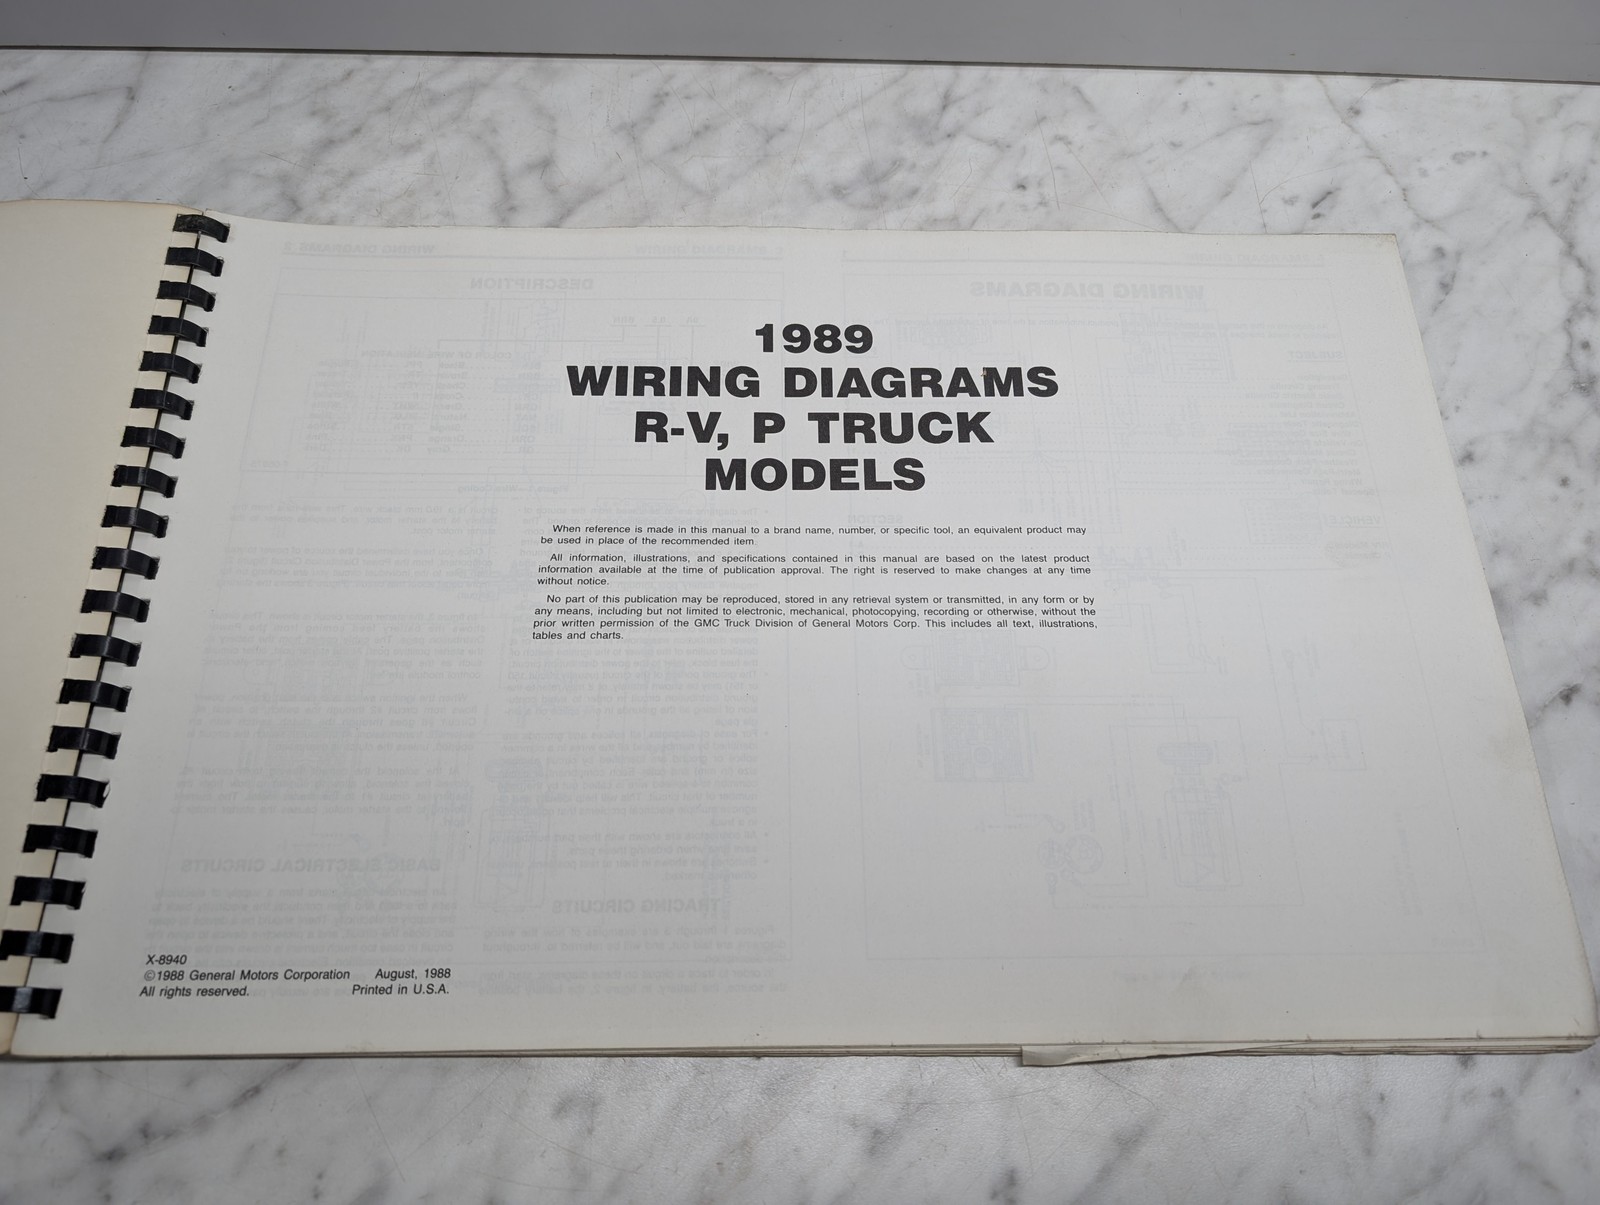 1989
WIRING DIAGRAMS
R-V, P TRUCK
MODELS
When reference is made in this manual to a brand name, number, or specific tool, an equivalent product may
be used in place of the recommended item.
All information, illustrations, and specifications contained in this manual are based on the latest product
information available at the time of publication approval. The right is reserved to make changes at any time
without notice.
No part of this publication may be reproduced, stored in any retrieval system or transmitted, in any form or by
any means, including but not limited to electronic, mechanical, photocopying, recording or otherwise, without the
prior written permission of the GMC Truck Division of General Motors Corp. This includes all text, illustrations,
tables and charts.
X-8940
©1988 General Motors Corporation August, 1988
All rights reserved. Printed in U.S.A.